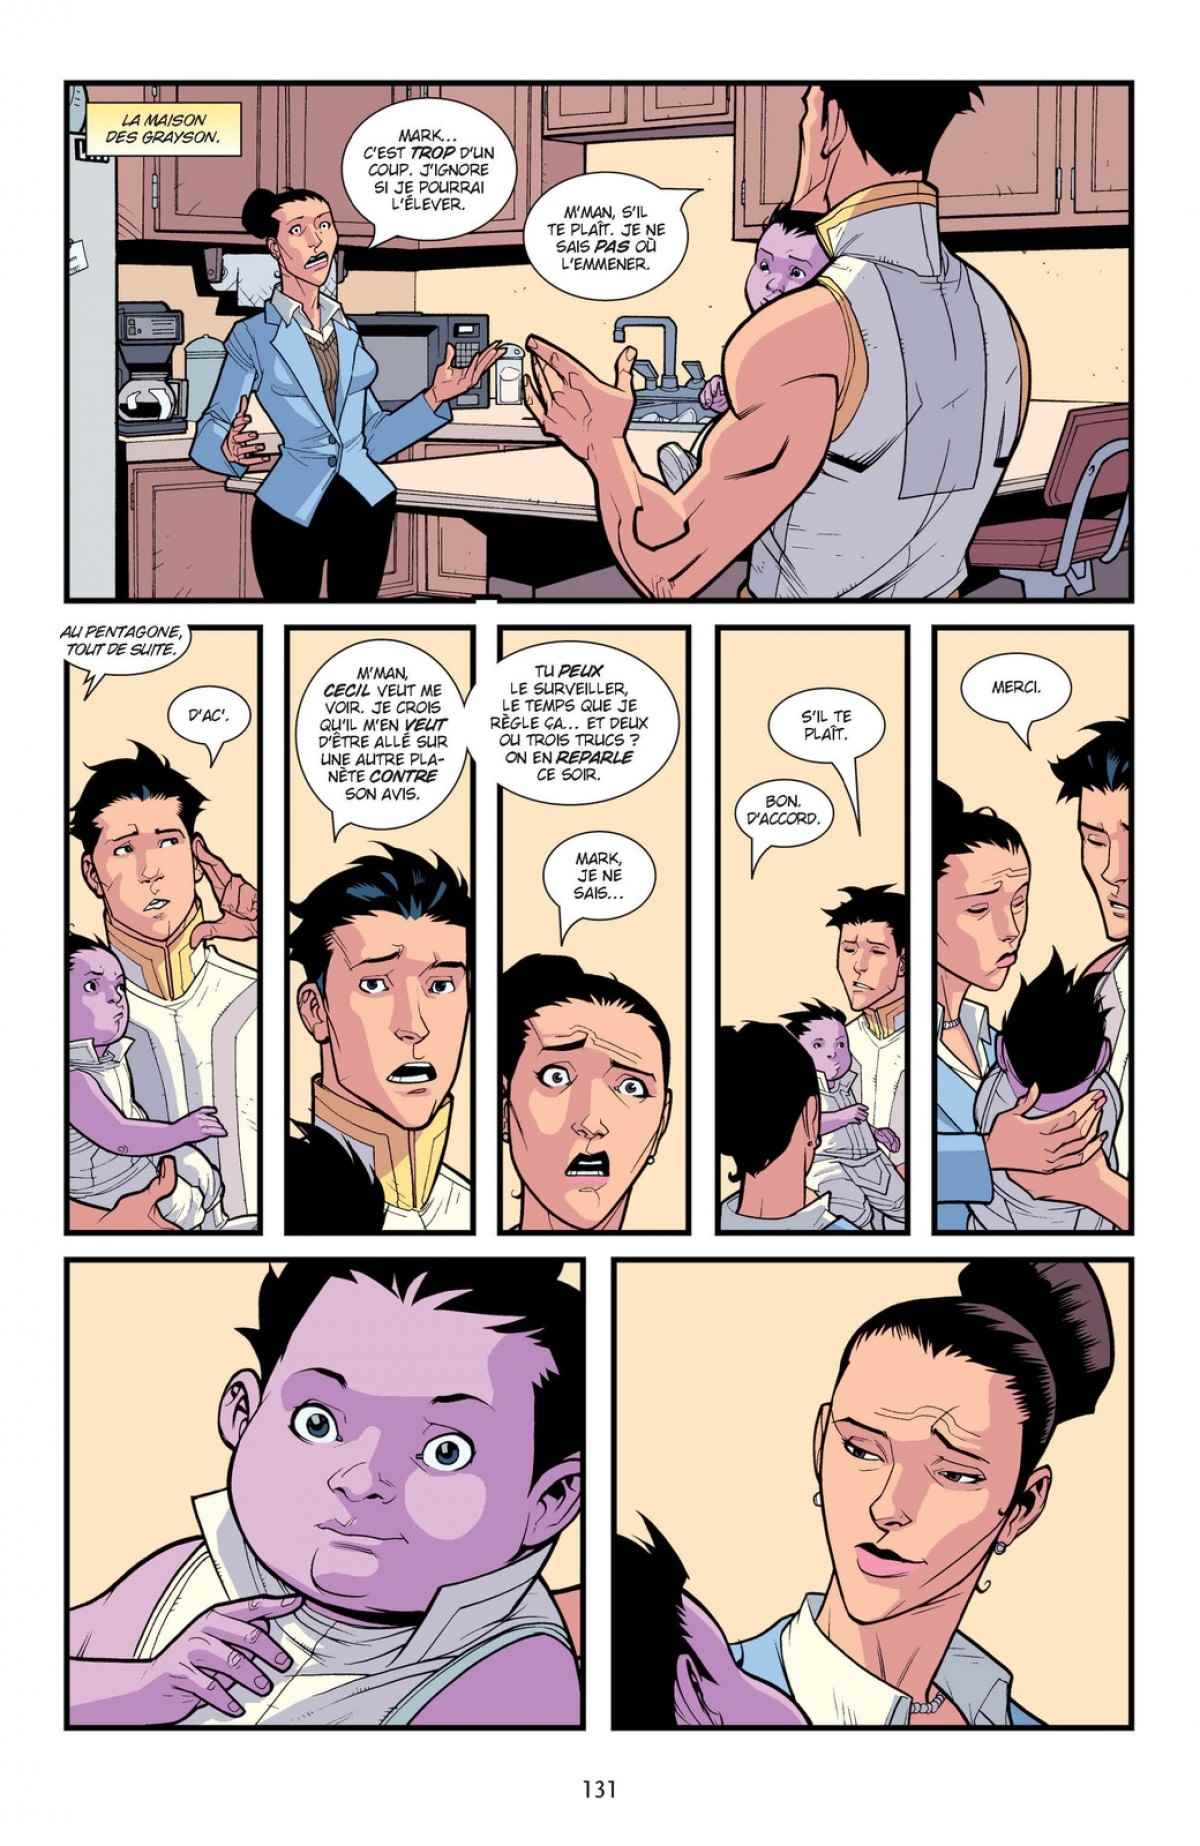 LA MAISON
DES GRAYSON.
MARK...
C'EST TROP D'UN
COUP. J'IGNORE
SI JE POURRAI
L'ÉLEVER.
M'MAN, S'IL
TE PLAÎT. JE NE
SAIS PAS OÙ
L'EMMENER.
AU PENTAGONE,
TOUT DE SUITE.
D'AC'.
M'MAN,
CECIL VEUT ME
VOIR. JE CROIS
QU'IL M'EN VEUT
D'ÊTRE ALLÉ SUR
UNE AUTRE PLA-
NÈTE CONTRE
SON AVIS.
TU PEUX
LE SURVEILLER,
LE TEMPS QUE JE
RÈGLE ÇA... ET DEUX
OU TROIS TRUCS ?
ON EN REPARLE
CE SOIR.
MARK,
JE NE
SAIS...
S'IL TE
PLAÎT.
BON.
D'ACCORD.
MERCI.
131